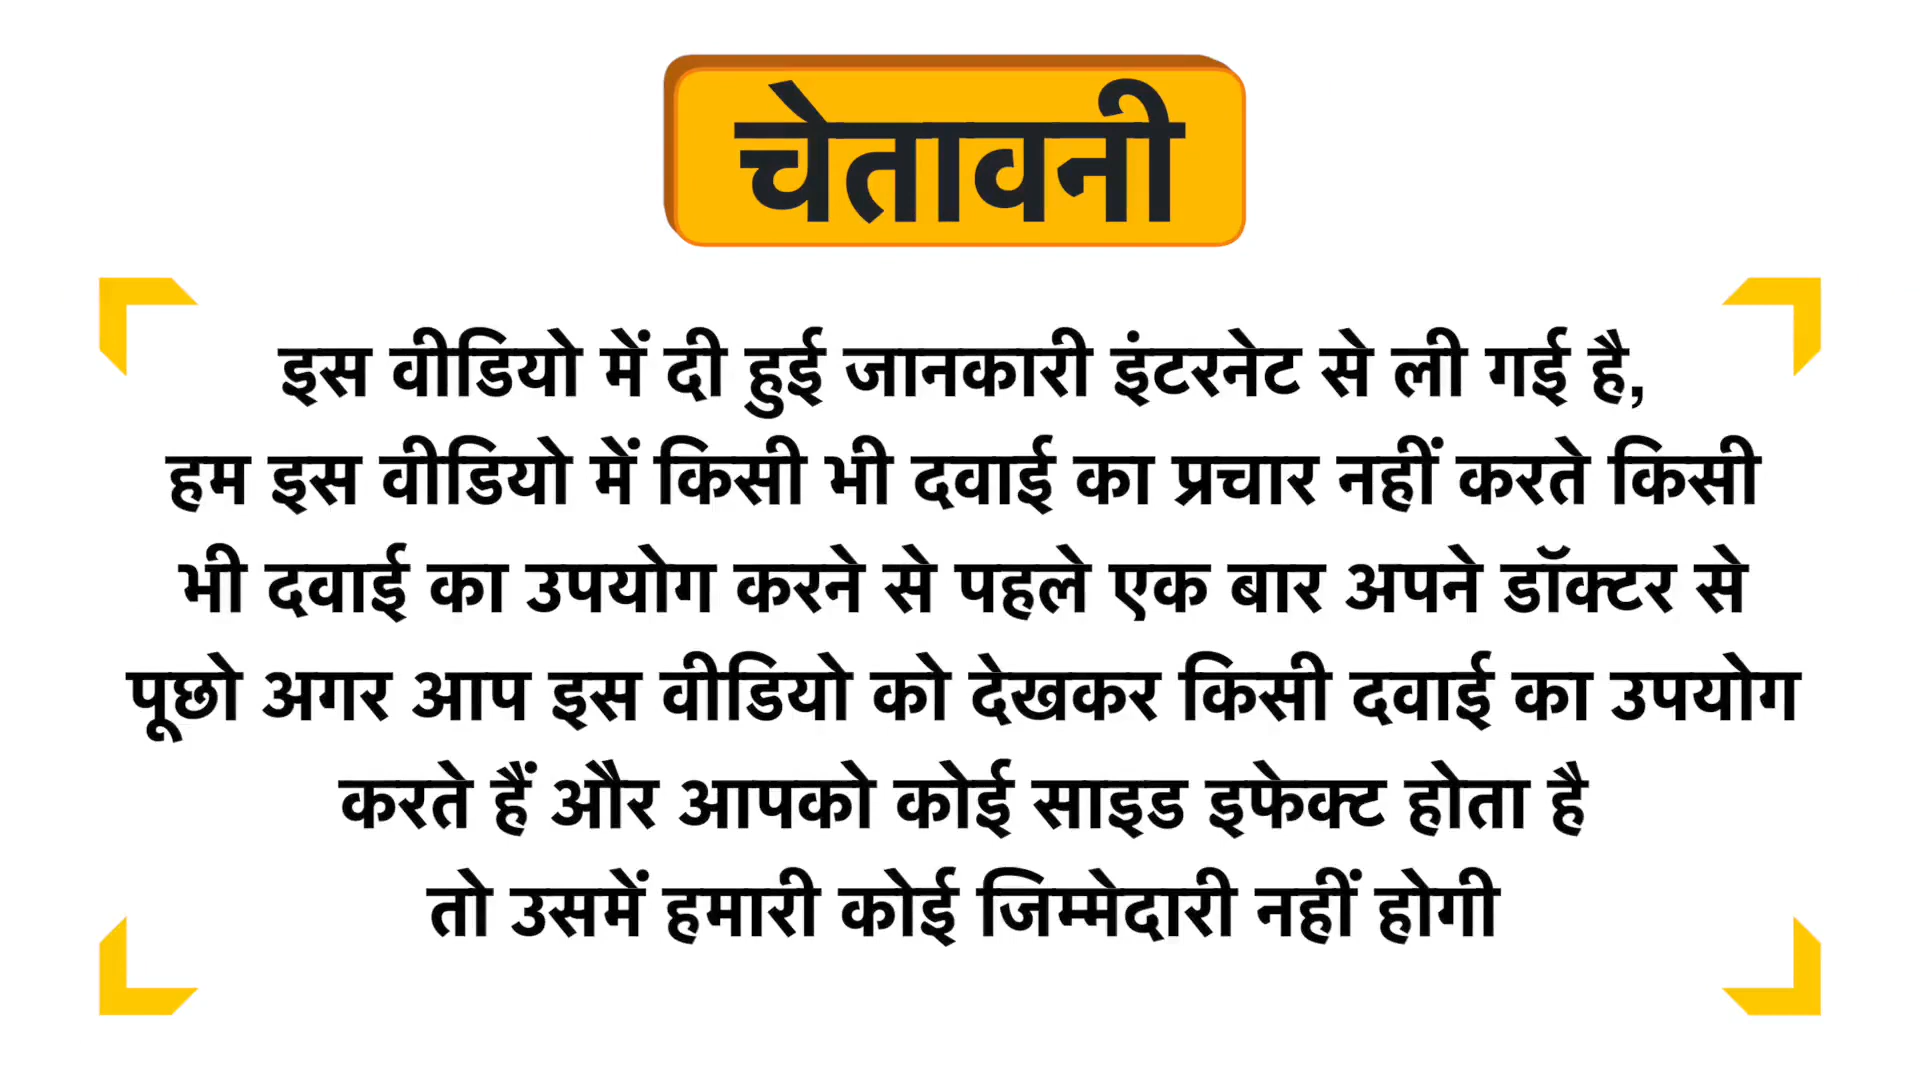 चेतावनी
इस वीडियो में दी हुई जानकारी इंटरनेट से ली गई है,
हम इस वीडियो में किसी भी दवाई का प्रचार नहीं करते किसी
भी दवाई का उपयोग करने से पहले एक बार अपने डॉक्टर से
पूछो अगर आप इस वीडियो को देखकर किसी दवाई का उपयोग
करते हैं और आपको कोई साइड इफेक्ट होता है
तो उसमें हमारी कोई जिम्मेदारी नहीं होगी